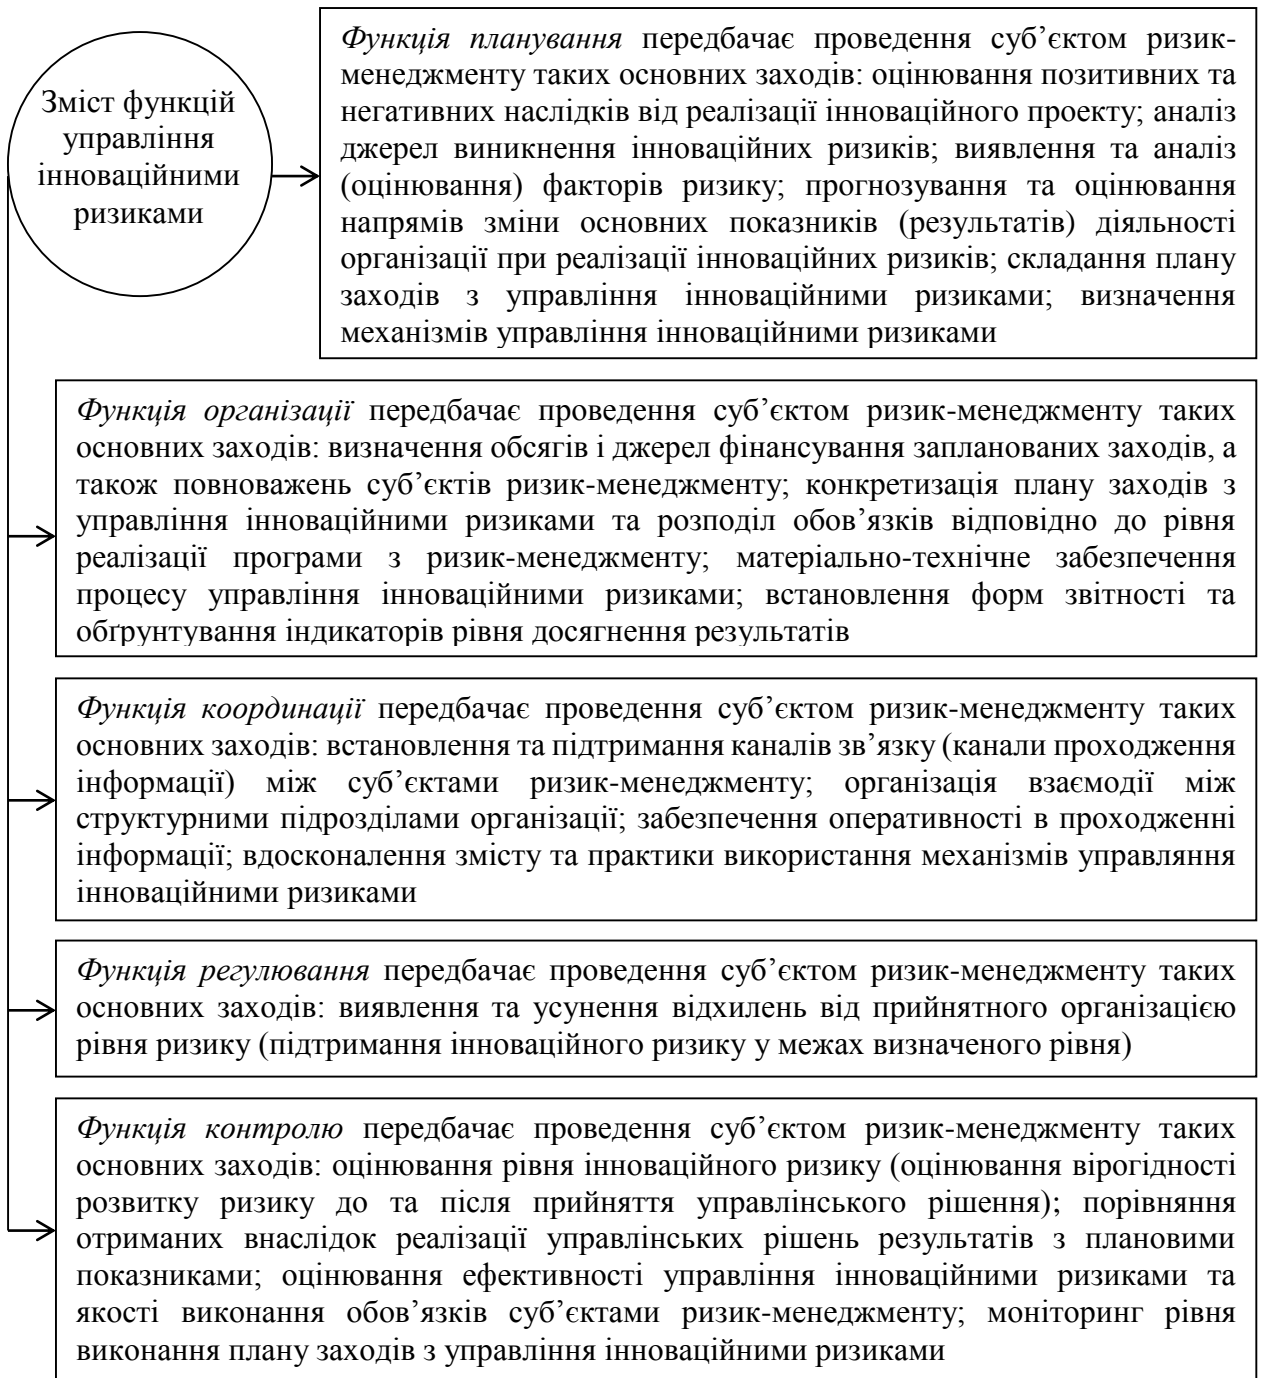 Зміст функцій
управління
інноваційними
ризиками
Функція планування передбачає проведення суб’єктом ризик-
менеджменту таких основних заходів: оцінювання позитивних та
негативних наслідків від реалізації інноваційного проекту; аналіз
джерел виникнення інноваційних ризиків; виявлення та аналіз
(оцінювання) факторів ризику; прогнозування та оцінювання
напрямів зміни основних показників (результатів) діяльності
організації при реалізації інноваційних ризиків; складання плану
заходів з управління інноваційними ризиками; визначення
механізмів управління інноваційними ризиками
Функція організації передбачає проведення суб’єктом ризик-менеджменту таких
основних заходів: визначення обсягів і джерел фінансування запланованих заходів, а
також повноважень суб’єктів ризик-менеджменту; конкретизація плану заходів з
управління інноваційними ризиками та розподіл обов’язків відповідно до рівня
реалізації програми з ризик-менеджменту; матеріально-технічне забезпечення
процесу управління інноваційними ризиками; встановлення форм звітності та
обґрунтування індикаторів рівня досягнення результатів
Функція координації передбачає проведення суб’єктом ризик-менеджменту таких
основних заходів: встановлення та підтримання каналів зв’язку (канали проходження
інформації) між суб’єктами ризик-менеджменту; організація взаємодії між
структурними підрозділами організації; забезпечення оперативності в проходженні
інформації; вдосконалення змісту та практики використання механізмів управляння
інноваційними ризиками
Функція регулювання передбачає проведення суб’єктом ризик-менеджменту таких
основних заходів: виявлення та усунення відхилень від прийнятного організацією
рівня ризику (підтримання інноваційного ризику у межах визначеного рівня)
Функція контролю передбачає проведення суб’єктом ризик-менеджменту таких
основних заходів: оцінювання рівня інноваційного ризику (оцінювання вірогідності
розвитку ризику до та після прийняття управлінського рішення); порівняння
отриманих внаслідок реалізації управлінських рішень результатів з плановими
показниками; оцінювання ефективності управління інноваційними ризиками та
якості виконання обов’язків суб’єктами ризик-менеджменту; моніторинг рівня
виконання плану заходів з управління інноваційними ризиками